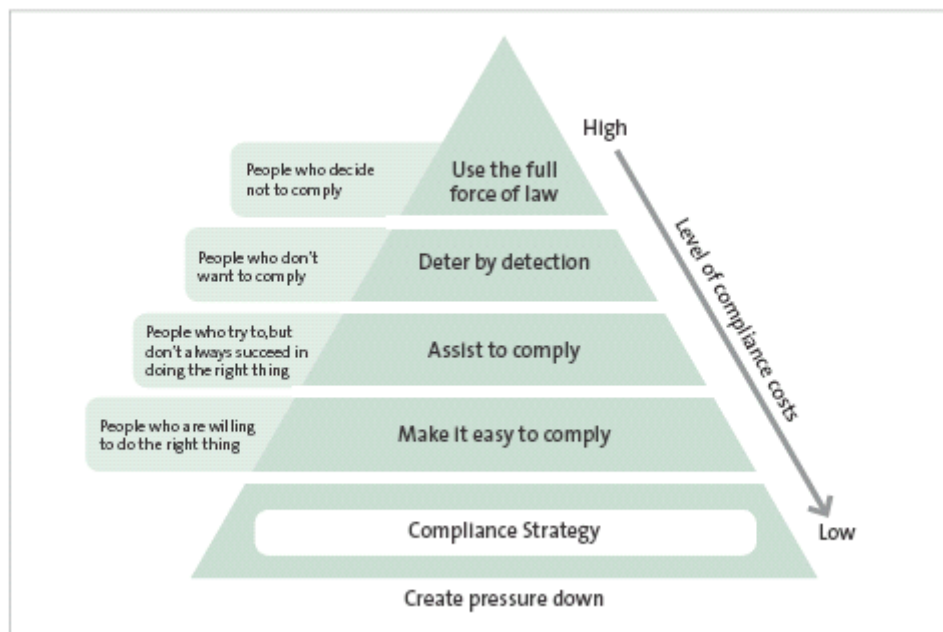 High
People who decide
not to comply
Use the full
force of law
People who don't
want to comply
Deter by detection
Level of compliance costs
People who try to,but
don't always succeed in
doing the right thing
Assist to comply
People who are willing
to do the right thing
Make it easy to comply
Compliance Strategy
Low
Create pressure down